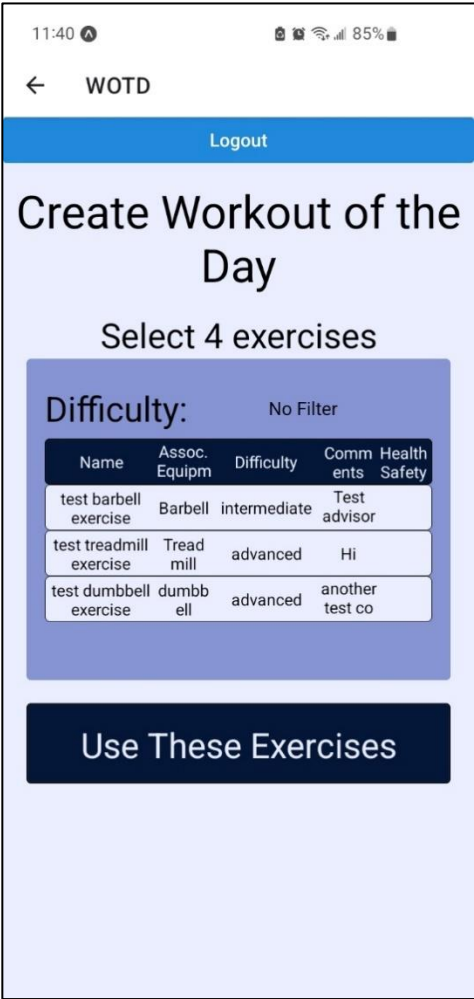 11:40 85%
WOTD
Logout
Create Workout of the
Day
Select 4 exercises
Difficulty: No Filter
Name Assoc. Equipm Difficulty Comm ents Health Safety
test barbell exercise Barbell intermediate Test advisor
test treadmill exercise Tread mill advanced Hi
test dumbbell exercise dumbb ell advanced another test co
Use These Exercises